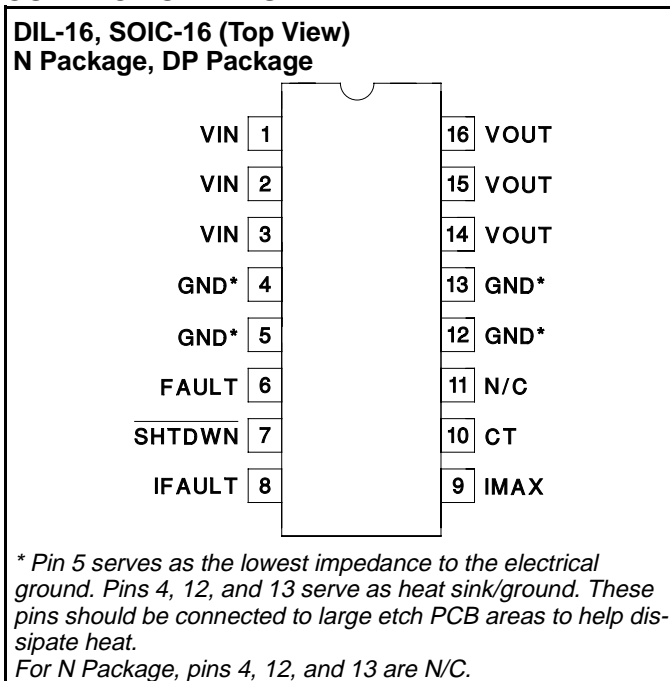 DIL-16, SOIC-16 (Top View)
N Package, DP Package
VIN 1 16 VOUT
VIN 2 15 VOUT
VIN 3 14 VOUT
GND* 4 13 GND*
GND* 5 12 GND*
FAULT 6 11 N/C
SHTDWN 7 10 CT
IFAULT 8 9 IMAX
* Pin 5 serves as the lowest impedance to the electrical
ground. Pins 4, 12, and 13 serve as heat sink/ground. These
pins should be connected to large etch PCB areas to help dis-
sipate heat.
For N Package, pins 4, 12, and 13 are N/C.